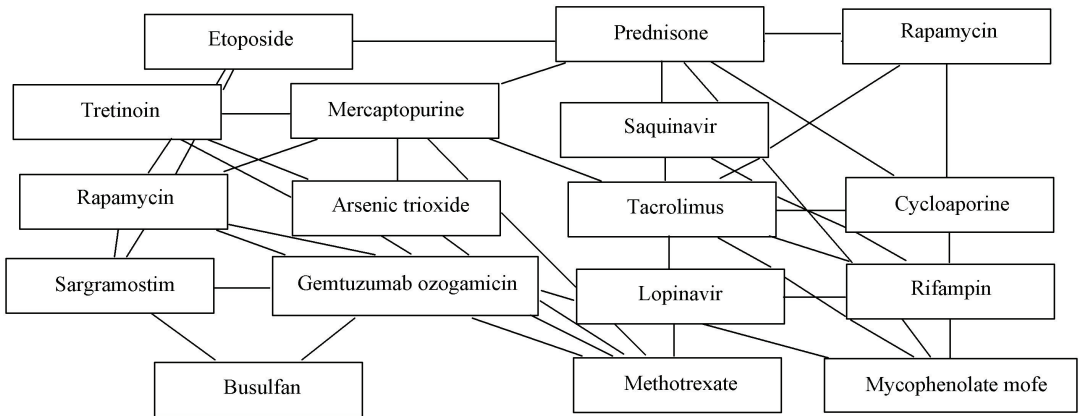 Etoposide
Prednisone
Rapamycin
Tretinoin
Mercaptopurine
Saquinavir
Rapamycin
Arsenic trioxide
Tacrolimus
Cycloaporine
Sargramostim
Gemtuzumab ozogamicin
Lopinavir
Rifampin
Busulfan
Methotrexate
Mycophenolate mofe